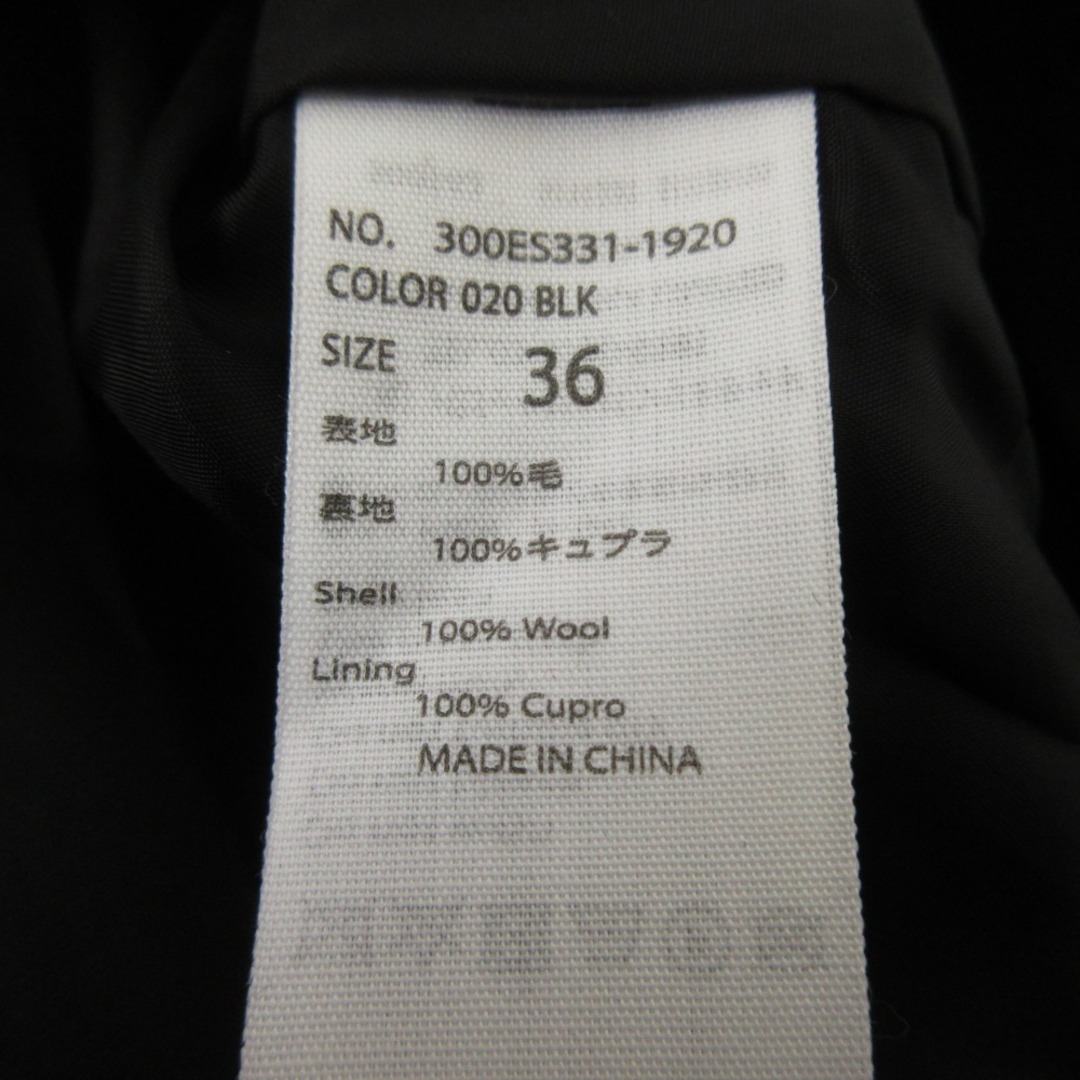 NO. 300ES331-1920
COLOR 020 BLK
SIZE 36
表地
100%毛
裏地
100%キュプラ
Shell
100% Wool
Lining
100% Cupro
MADE IN CHINA